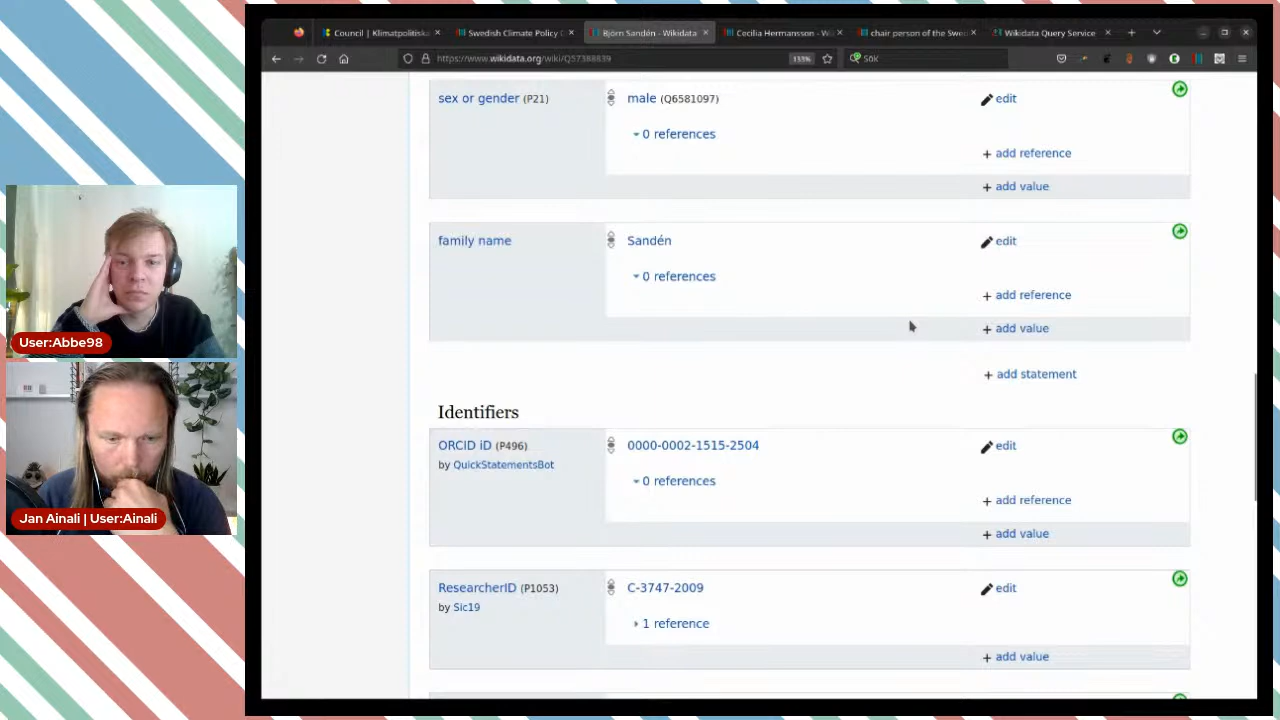 Council | Klimatpolitiska
Swedish Climate Policy C
Björn Sandén - Wikidata
Cecilia Hermansson - Wi
chair person of the Swed
Wikidata Query Service
https://www.wikidata.org/wiki/Q57388839
133%
Sök
sex or gender (P21)
male (Q6581097)
edit
0 references
+ add reference
+ add value
family name
Sandén
edit
0 references
+ add reference
+ add value
+ add statement
Identifiers
ORCID iD (P496)
by QuickStatementsBot
0000-0002-1515-2504
edit
0 references
+ add reference
+ add value
ResearcherID (P1053)
by Sic19
C-3747-2009
edit
1 reference
+ add value
User:Abbe98
Jan Ainali | User:Ainali